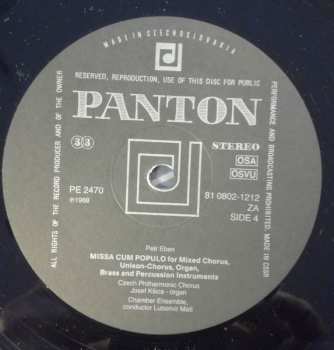 MADE IN CZECHOSLOVAKIA
RESERVED, REPRODUCTION, USE OF THIS DISC FOR PUBLIC
PERFORMANCE AND BROADCASTING PROHIBITED. MADE IN CSSR
ALL RIGHTS OF THE RECORD PRODUCER AND OF THE OWNER
PANTON
33
STEREO
OSA
OSVU
PE 2470
℗1989
81 0802-1212
ZA
SIDE 4
Petr Eben
MISSA CUM POPULO for Mixed Chorus,
Unison-Chorus, Organ,
Brass and Percussion Instruments
Czech Philharmonic Chorus
Josef Kšica - organ
Chamber Ensemble,
conductor Lubomír Mátl